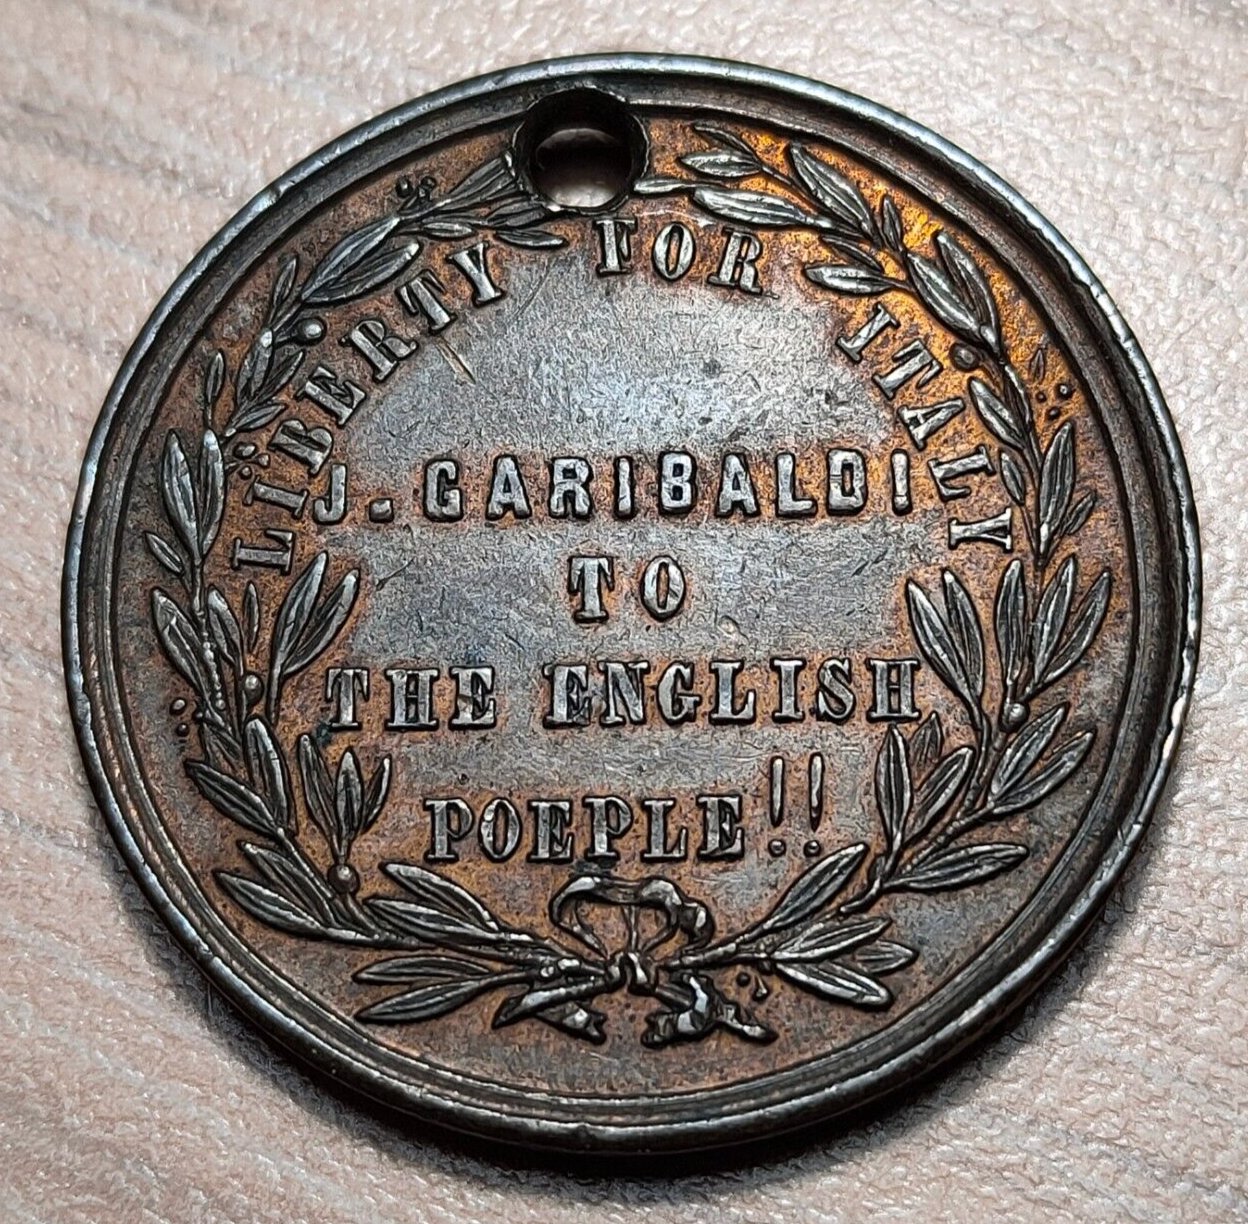 LIBERTY FOR ITALY
J. GARIBALDI
TO
THE ENGLISH
POEPLE!!